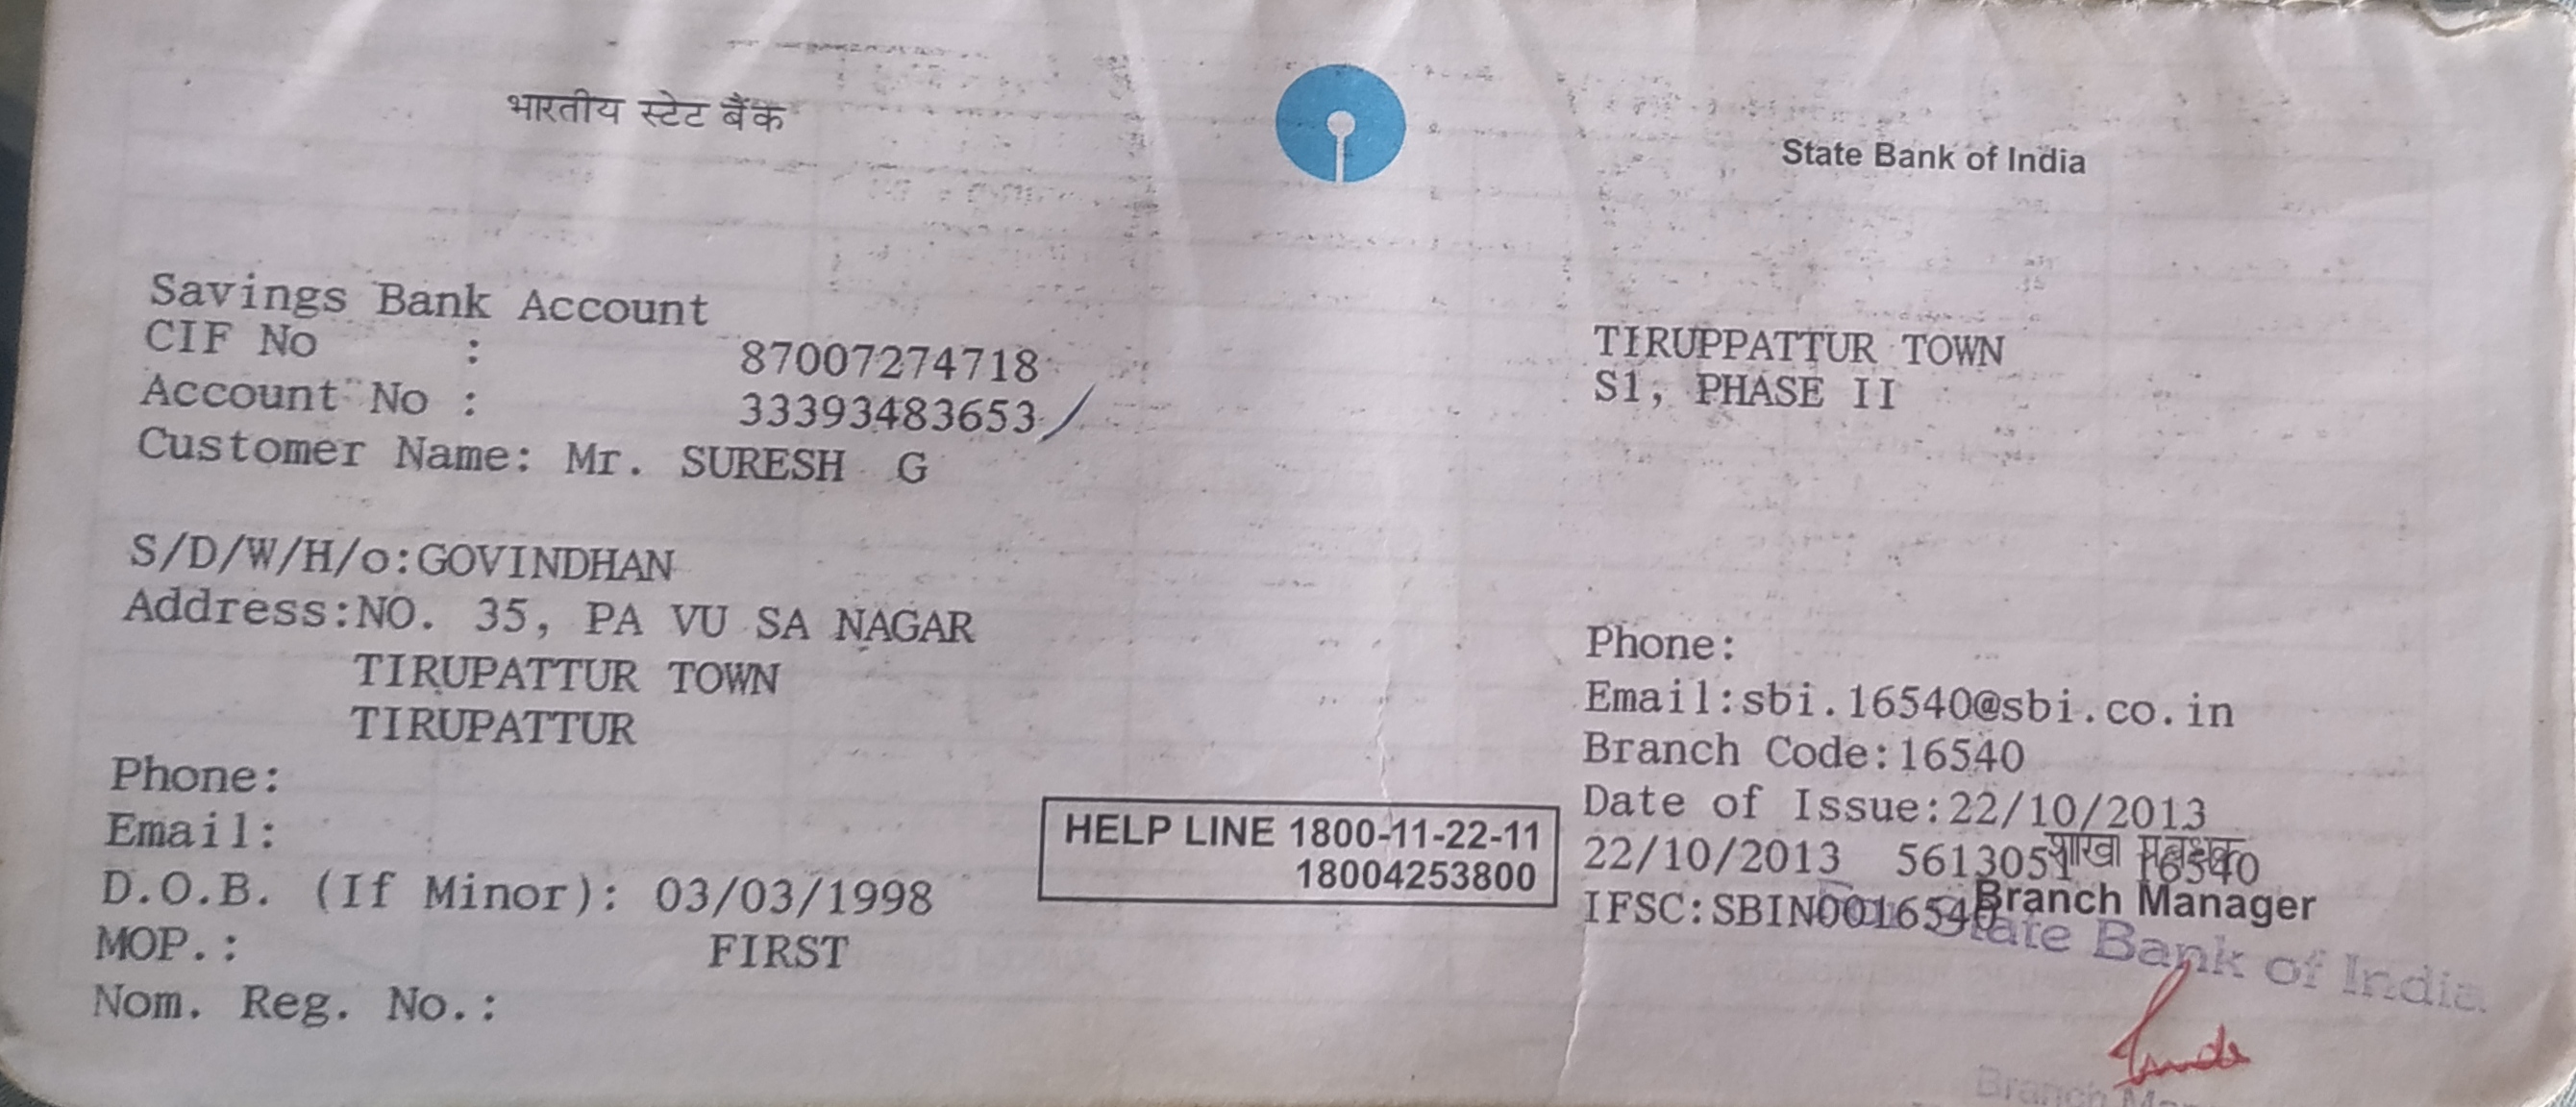 भारतीय स्टेट बैंक
State Bank of India
Savings Bank Account
CIF No : 87007274718
Account No : 33393483653
Customer Name: Mr. SURESH G
S/D/W/H/o:GOVINDHAN
Address:NO. 35, PA VU SA NAGAR
TIRUPATTUR TOWN
TIRUPATTUR
Phone:
Email:
D.O.B. (If Minor): 03/03/1998
MOP.: FIRST
Nom. Reg. No.:
HELP LINE 1800-11-22-11
18004253800
TIRUPPATTUR TOWN
S1, PHASE II
Phone:
Email:sbi.16540@sbi.co.in
Branch Code:16540
Date of Issue:22/10/2013
22/10/2013 5613051 16540
शाखा प्रबंधक
IFSC:SBIN0016540
Branch Manager
State Bank of India
Branch